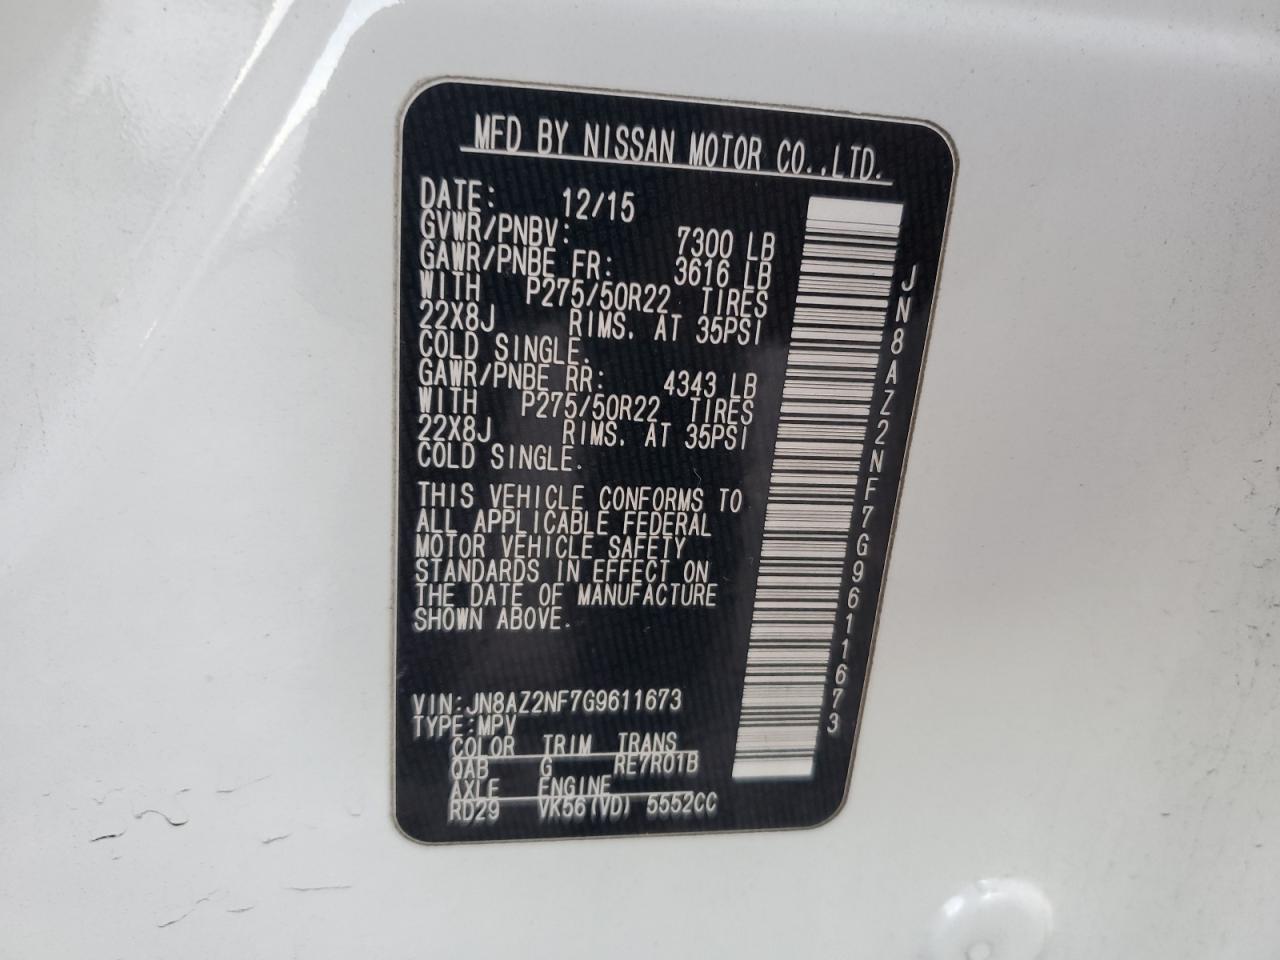 MFD BY NISSAN MOTOR CO.,LTD.
DATE: 12/15
GVWR/PNBV: 7300 LB
GAWR/PNBE FR: 3616 LB
WITH P275/50R22 TIRES
22X8J RIMS. AT 35PSI
COLD SINGLE.
GAWR/PNBE RR: 4343 LB
WITH P275/50R22 TIRES
22X8J RIMS. AT 35PSI
COLD SINGLE.
THIS VEHICLE CONFORMS TO
ALL APPLICABLE FEDERAL
MOTOR VEHICLE SAFETY
STANDARDS IN EFFECT ON
THE DATE OF MANUFACTURE
SHOWN ABOVE.
VIN:JN8AZ2NF7G9611673
TYPE:MPV
COLOR TRIM TRANS
QAB G RE7R01B
AXLE ENGINE
RD29 VK56(VD) 5552CC
JN8AZ2NF7G9611673